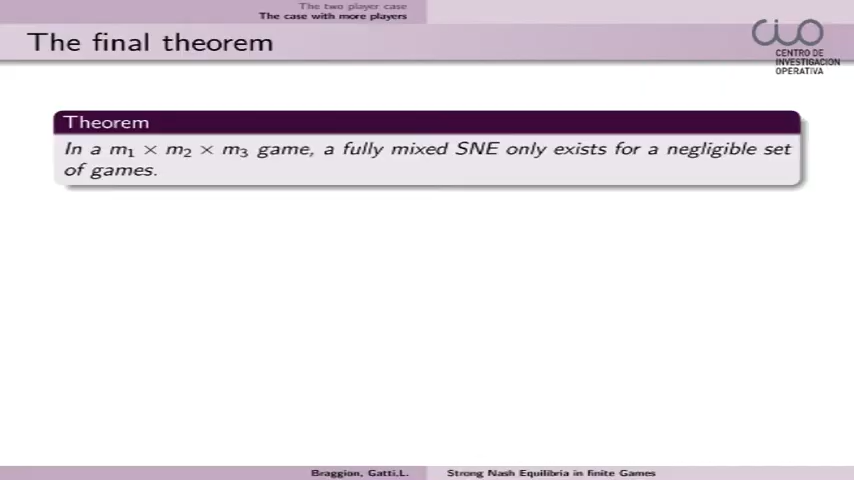 The two player case
The case with more players
The final theorem
CENTRO DE
INVESTIGACION
OPERATIVA
Theorem
In a m₁ × m₂ × m₃ game, a fully mixed SNE only exists for a negligible set
of games.
Braggion, Gatti,L. Strong Nash Equilibria in finite Games